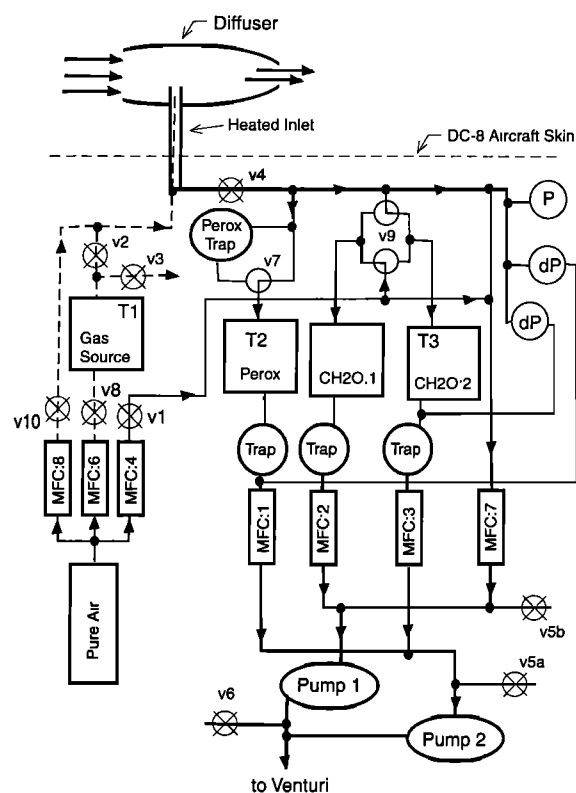 Diffuser
Heated Inlet
DC-8 Aircraft Skin
v4
P
v2
Perox
Trap
v9
v3
v7
dP
T1
Gas
Source
dP
T2
Perox
CH2O.1
T3
CH2O·2
v10
v8
v1
Trap
Trap
Trap
MFC:8
MFC:6
MFC:4
MFC:1
MFC:2
MFC:3
MFC:7
Pure Air
v5b
v5a
Pump 1
v6
Pump 2
to Venturi